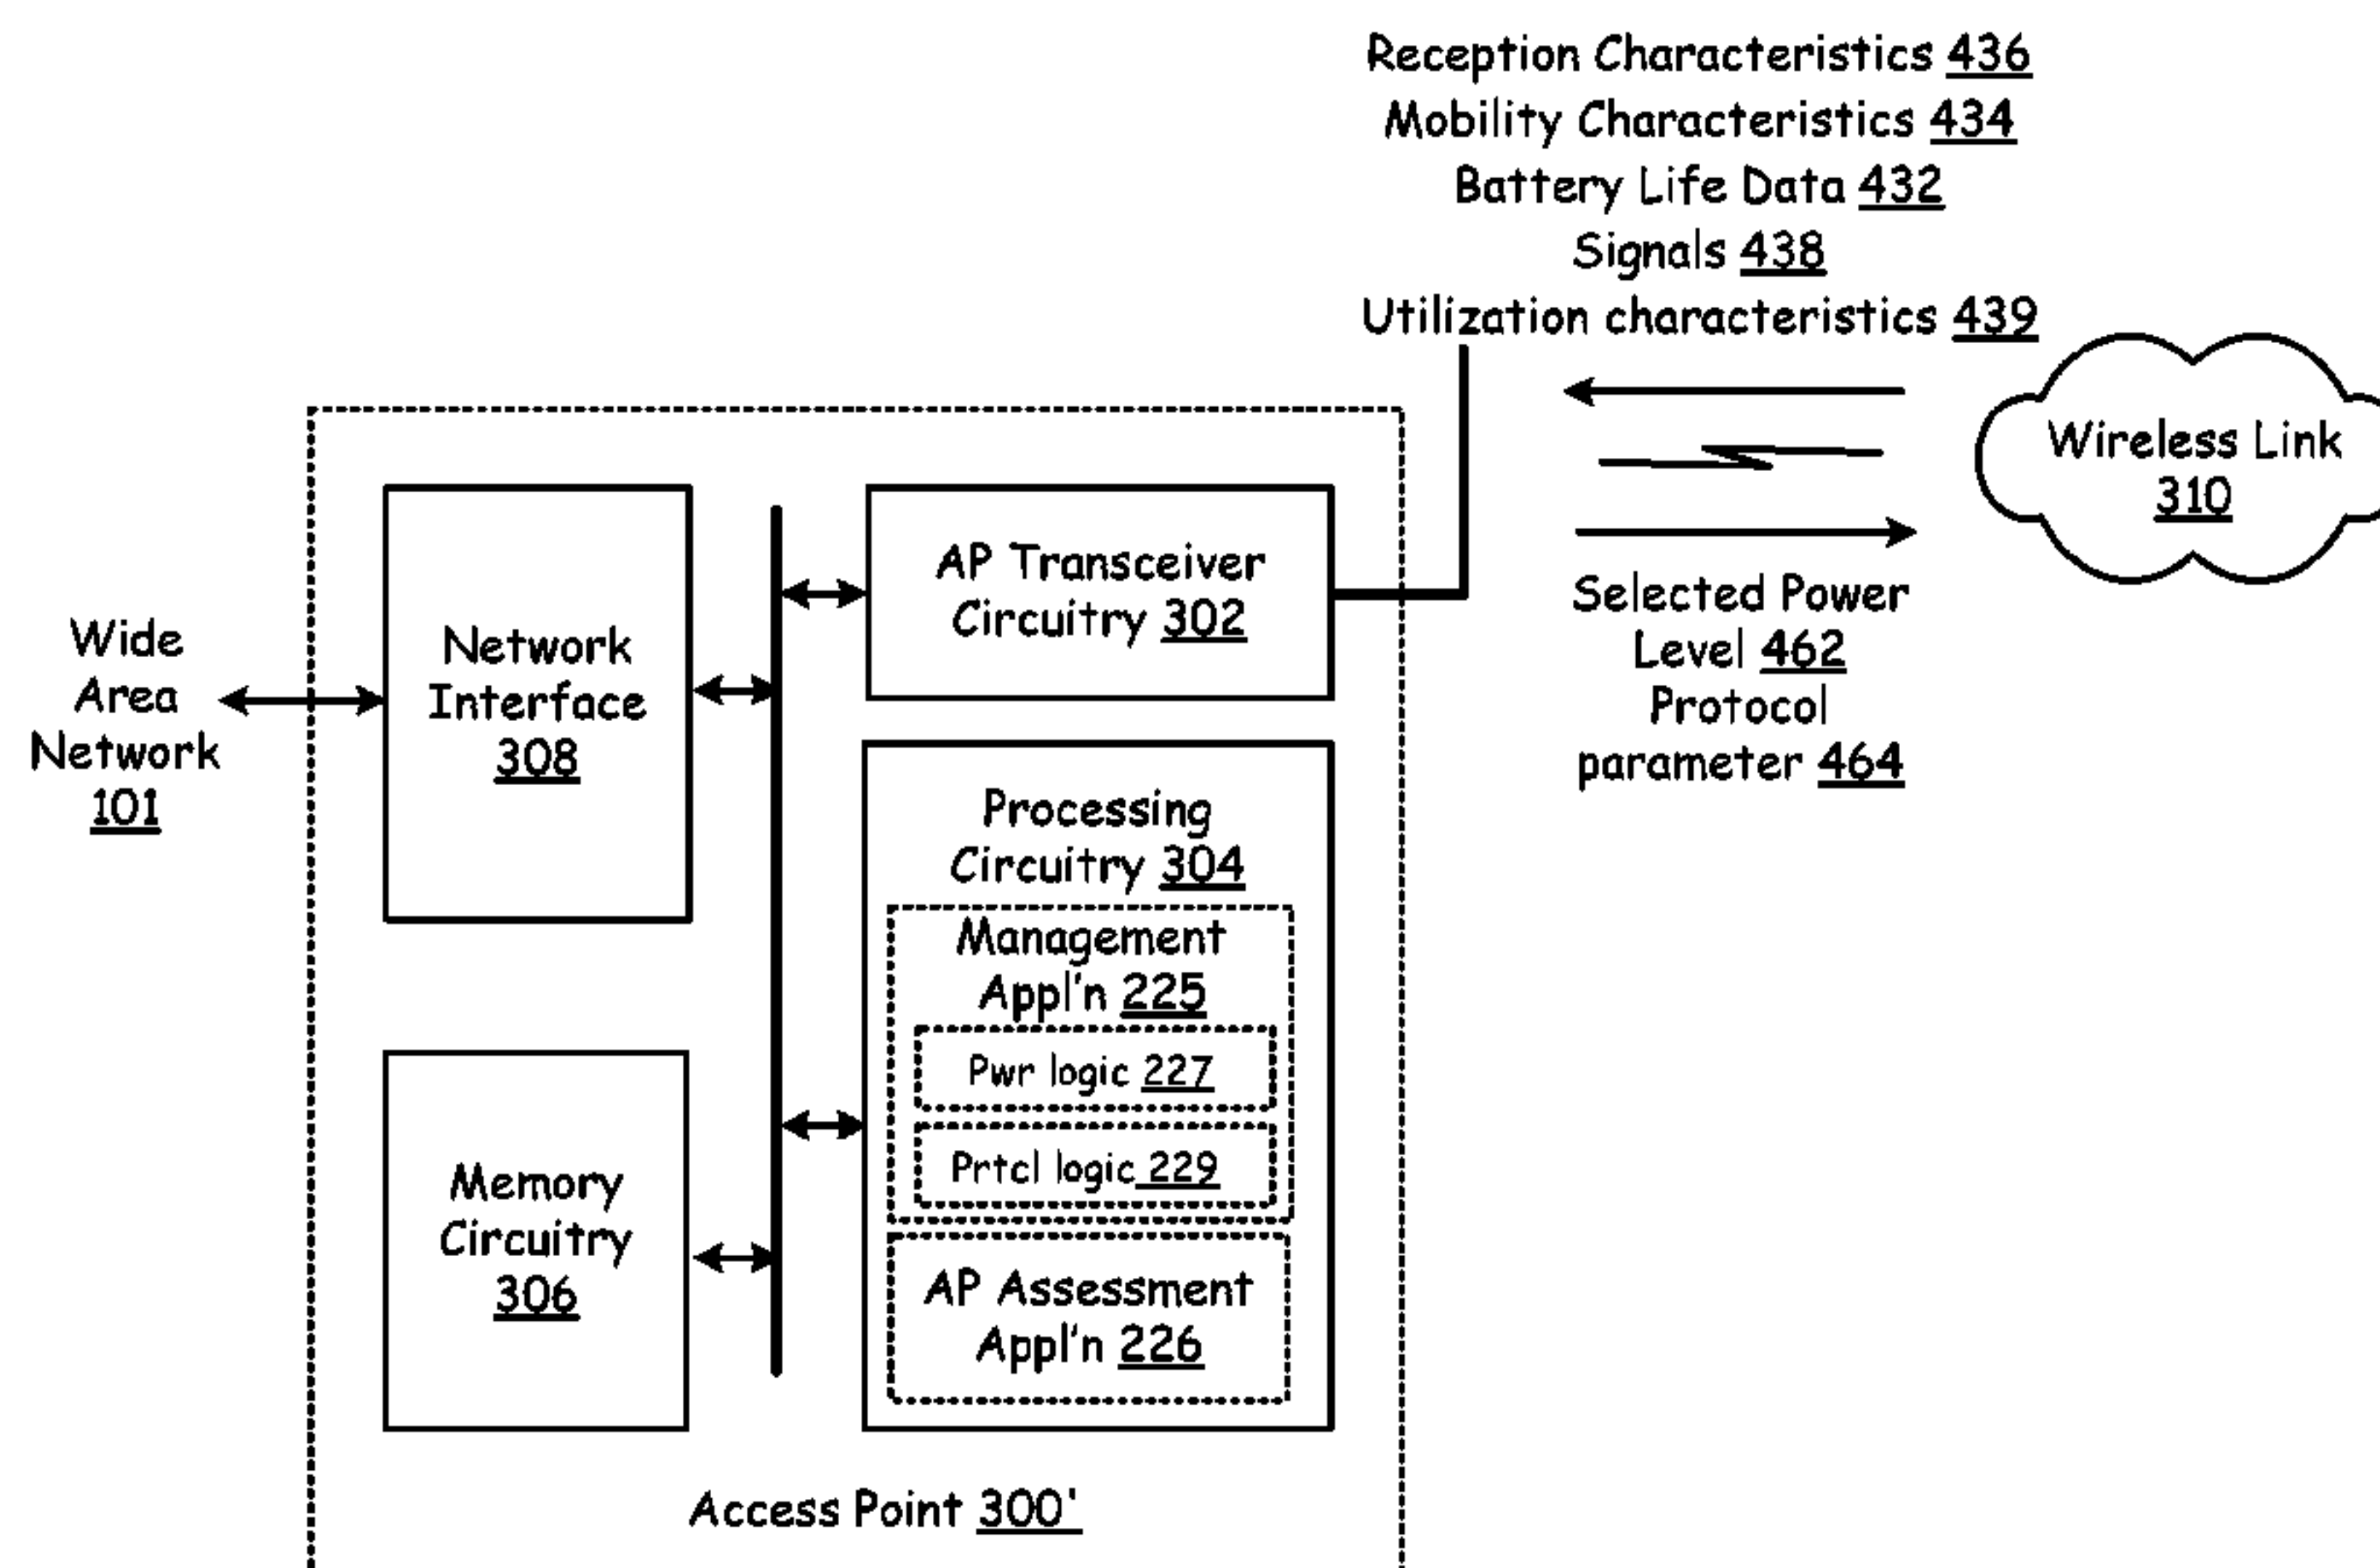 Reception Characteristics 436
Mobility Characteristics 434
Battery Life Data 432
Signals 438
Utilization characteristics 439
Wireless Link
310
Selected Power
Level 462
Protocol
parameter 464
Wide
Area
Network
101
Network
Interface
308
AP Transceiver
Circuitry 302
Processing
Circuitry 304
Management
Appl'n 225
Pwr logic 227
Prtcl logic 229
AP Assessment
Appl'n 226
Memory
Circuitry
306
Access Point 300'